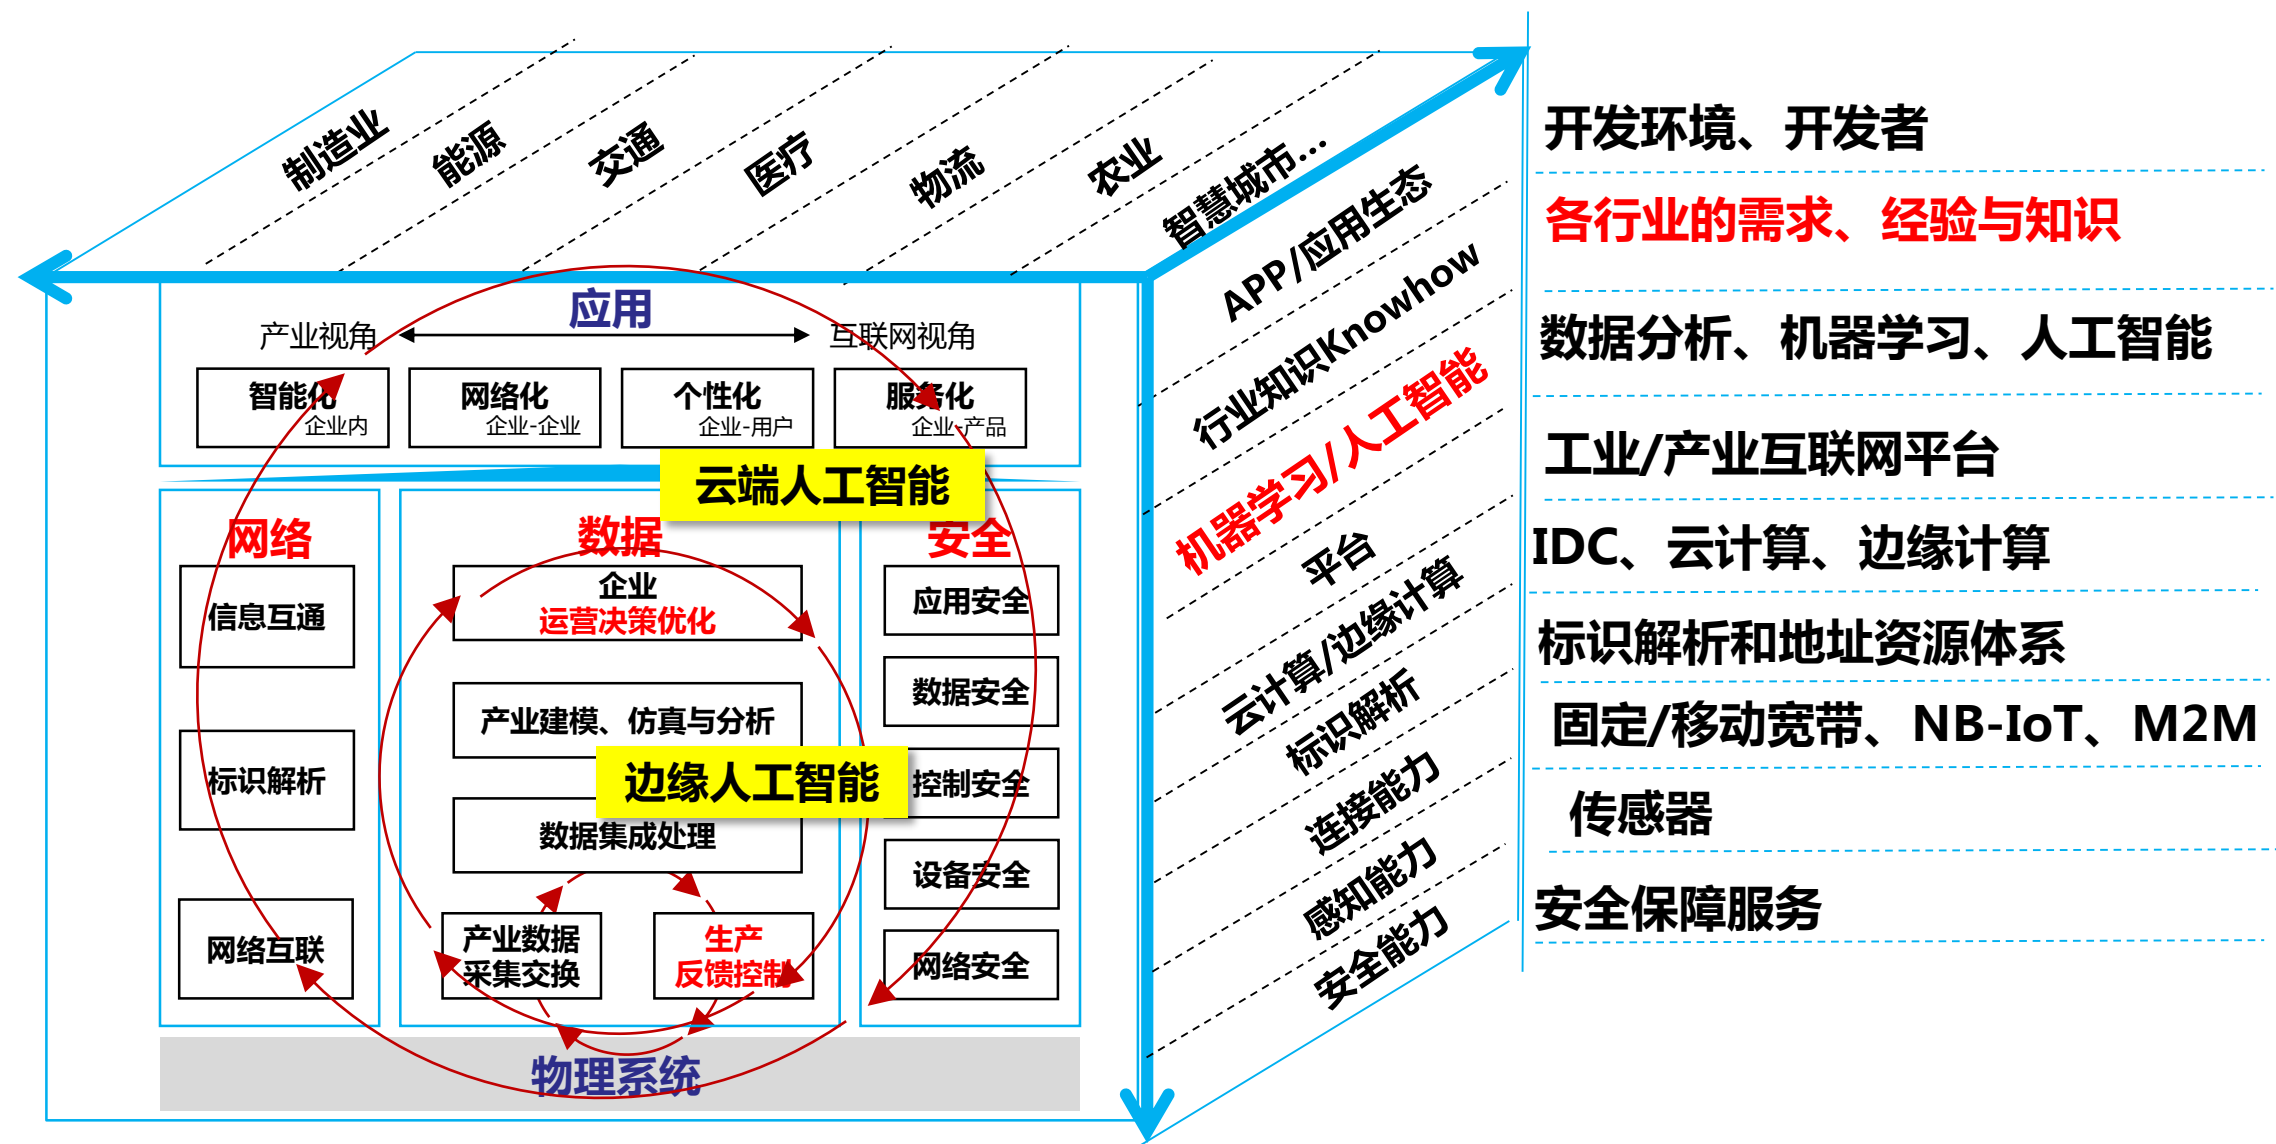 制造业
能源
交通
医疗
物流
农业
智慧城市...
APP/应用生态
行业知识Knowhow
机器学习/人工智能
平台
云计算/边缘计算
标识解析
连接能力
感知能力
安全能力
开发环境、开发者
各行业的需求、经验与知识
数据分析、机器学习、人工智能
工业/产业互联网平台
IDC、云计算、边缘计算
标识解析和地址资源体系
固定/移动宽带、NB-IoT、M2M
传感器
安全保障服务
应用
产业视角
互联网视角
智能化
企业内
网络化
企业-企业
个性化
企业-用户
服务化
企业-产品
云端人工智能
网络
信息互通
标识解析
网络互联
数据
企业
运营决策优化
产业建模、仿真与分析
边缘人工智能
数据集成处理
产业数据
采集交换
生产
反馈控制
安全
应用安全
数据安全
控制安全
设备安全
网络安全
物理系统